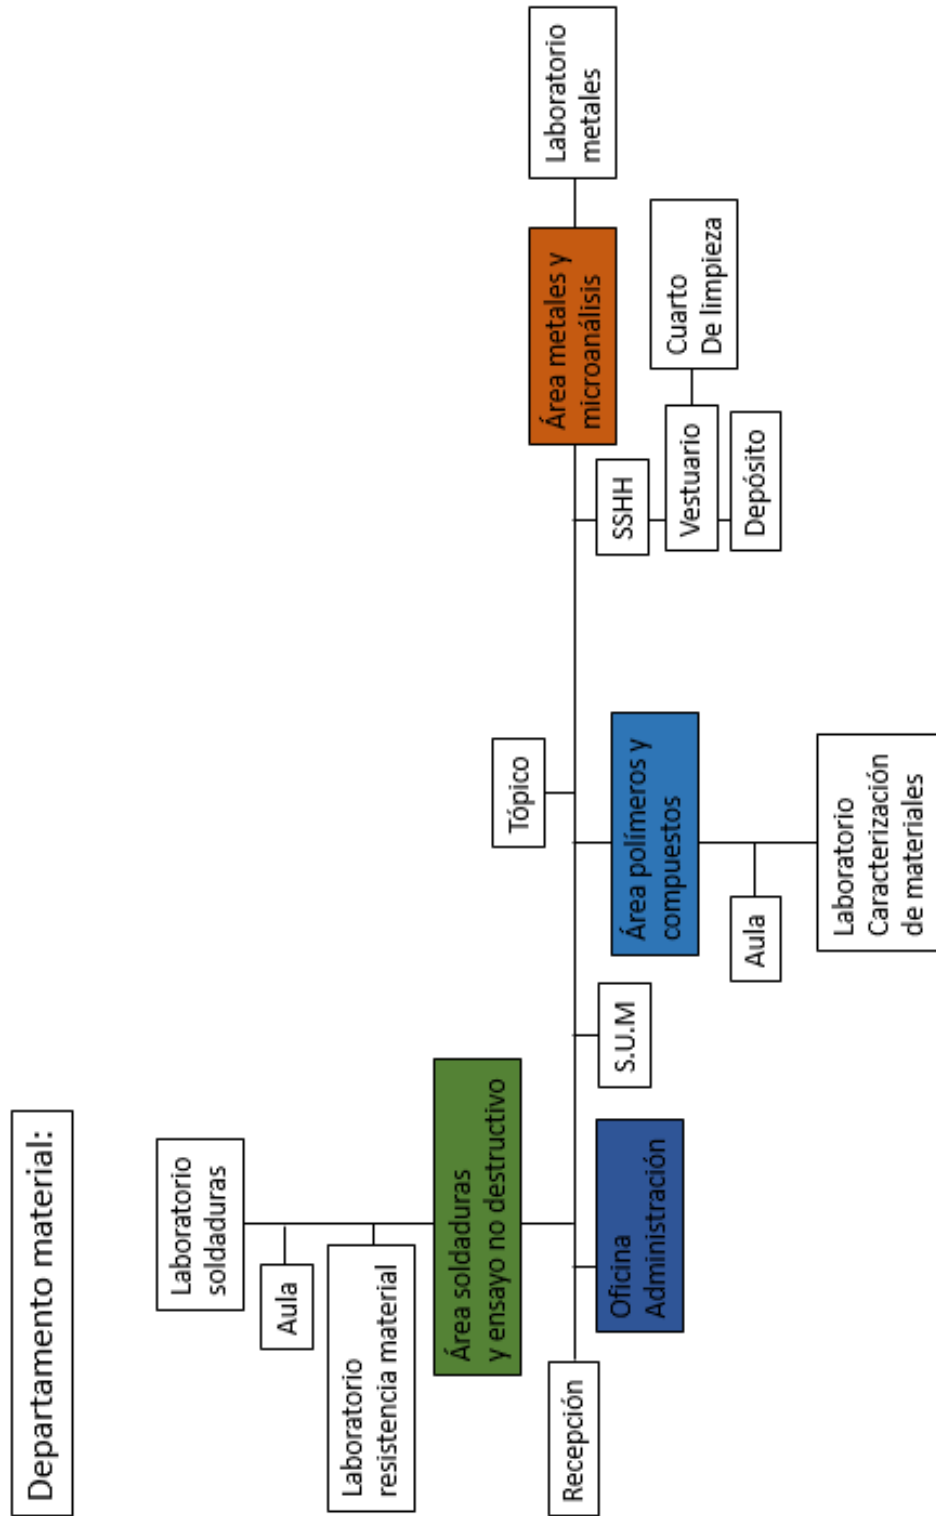 Departamento material:
Laboratorio
soldaduras
Aula
Laboratorio
resistencia material
Área soldaduras
y ensayo no destructivo
Recepción
Oficina
Administración
S.U.M
Tópico
Área polímeros y
compuestos
Aula
Laboratorio
Caracterización
de materiales
SSHH
Vestuario
Depósito
Cuarto
De limpieza
Área metales y
microanálisis
Laboratorio
metales